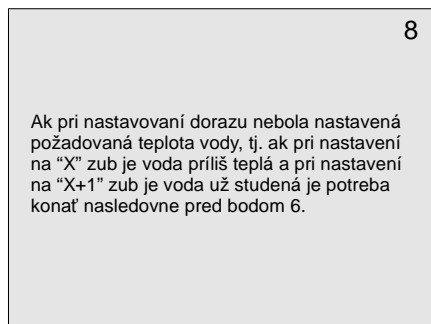 8
Ak pri nastavovaní dorazu nebola nastavená
požadovaná teplota vody, tj. ak pri nastavení
na “X” zub je voda príliš teplá a pri nastavení
na “X+1” zub je voda už studená je potreba
konať nasledovne pred bodom 6.